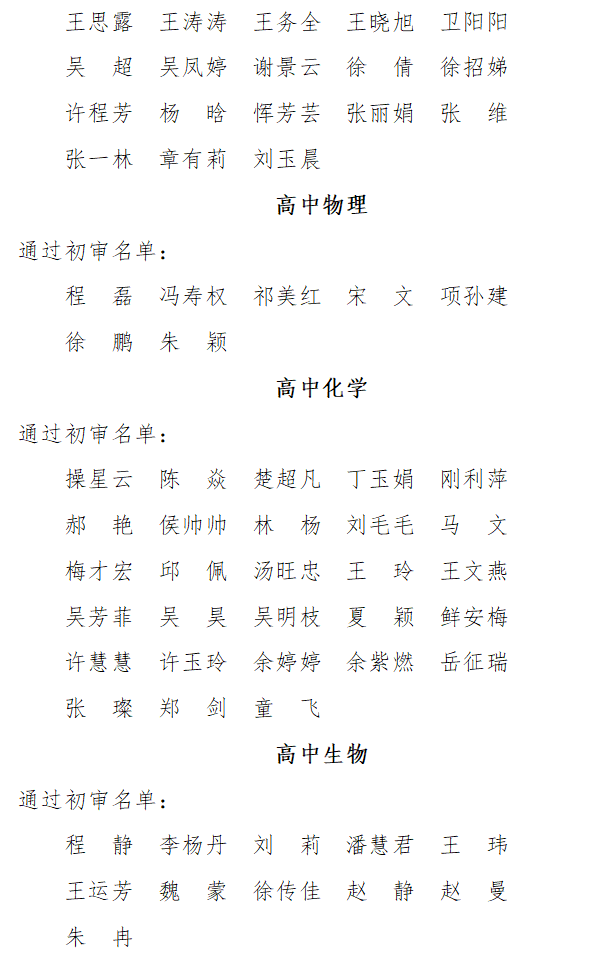 王思露 王涛涛 王务全 王晓旭 卫阳阳
吴 超 吴凤婷 谢景云 徐 倩 徐招娣
许程芳 杨 晗 恽芳芸 张丽娟 张 维
张一林 章有莉 刘玉晨
高中物理
通过初审名单：
程 磊 冯寿权 祁美红 宋 文 项孙建
徐 鹏 朱 颖
高中化学
通过初审名单：
操星云 陈 焱 楚超凡 丁玉娟 刚利萍
郝 艳 侯帅帅 林 杨 刘毛毛 马 文
梅才宏 邱 佩 汤旺忠 王 玲 王文燕
吴芳菲 吴 昊 吴明枝 夏 颖 鲜安梅
许慧慧 许玉玲 余婷婷 余紫燃 岳征瑞
张 璨 郑 剑 童 飞
高中生物
通过初审名单：
程 静 李杨丹 刘 莉 潘慧君 王 玮
王运芳 魏 蒙 徐传佳 赵 静 赵 曼
朱 冉